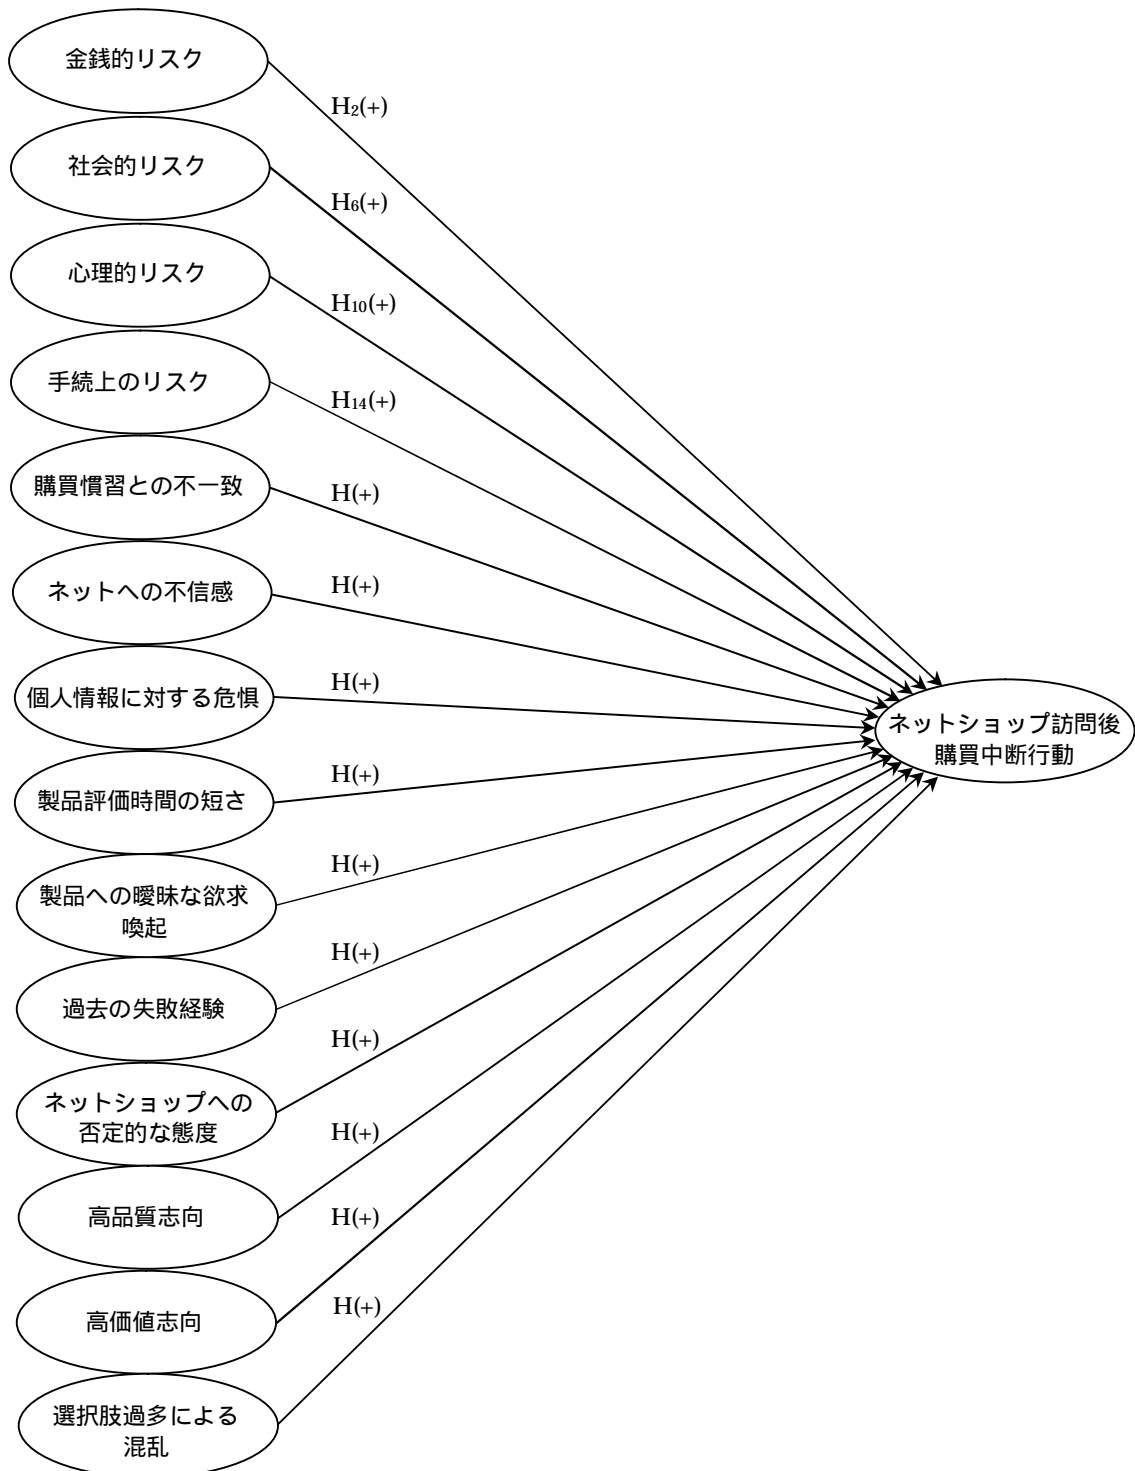 金銭的リスク
H₂(+)
社会的リスク
H₆(+)
心理的リスク
H₁₀(+)
手続上のリスク
H₁₄(+)
購買慣習との不一致
H(+)
ネットへの不信感
H(+)
個人情報に対する危惧
H(+)
ネットショップ訪問後
購買中断行動
製品評価時間の短さ
H(+)
製品への曖昧な欲求
喚起
H(+)
過去の失敗経験
H(+)
ネットショップへの
否定的な態度
H(+)
高品質志向
H(+)
高価値志向
H(+)
選択肢過多による
混乱
H(+)